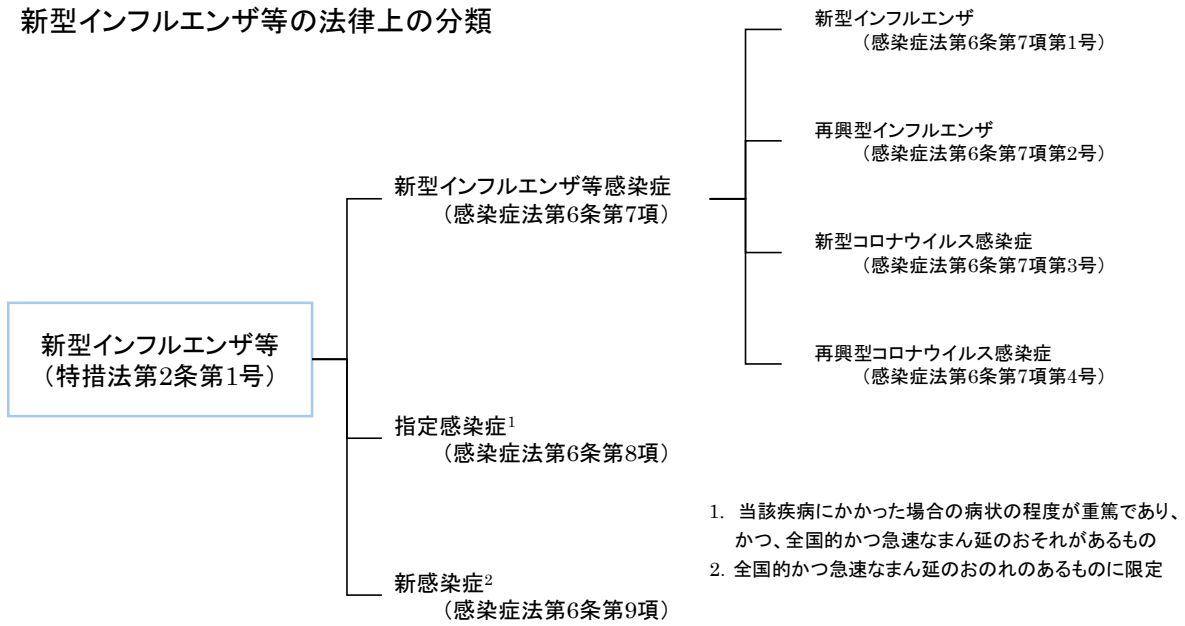 新型インフルエンザ等の法律上の分類
新型インフルエンザ等
（特措法第2条第1号）
新型インフルエンザ等感染症
（感染症法第6条第7項）
新型インフルエンザ
（感染症法第6条第7項第1号）
再興型インフルエンザ
（感染症法第6条第7項第2号）
新型コロナウイルス感染症
（感染症法第6条第7項第3号）
再興型コロナウイルス感染症
（感染症法第6条第7項第4号）
指定感染症1
（感染症法第6条第8項）
新感染症2
（感染症法第6条第9項）
1. 当該疾病にかかった場合の病状の程度が重篤であり、
かつ、全国的かつ急速なまん延のおそれがあるもの
2. 全国的かつ急速なまん延のおのれのあるものに限定